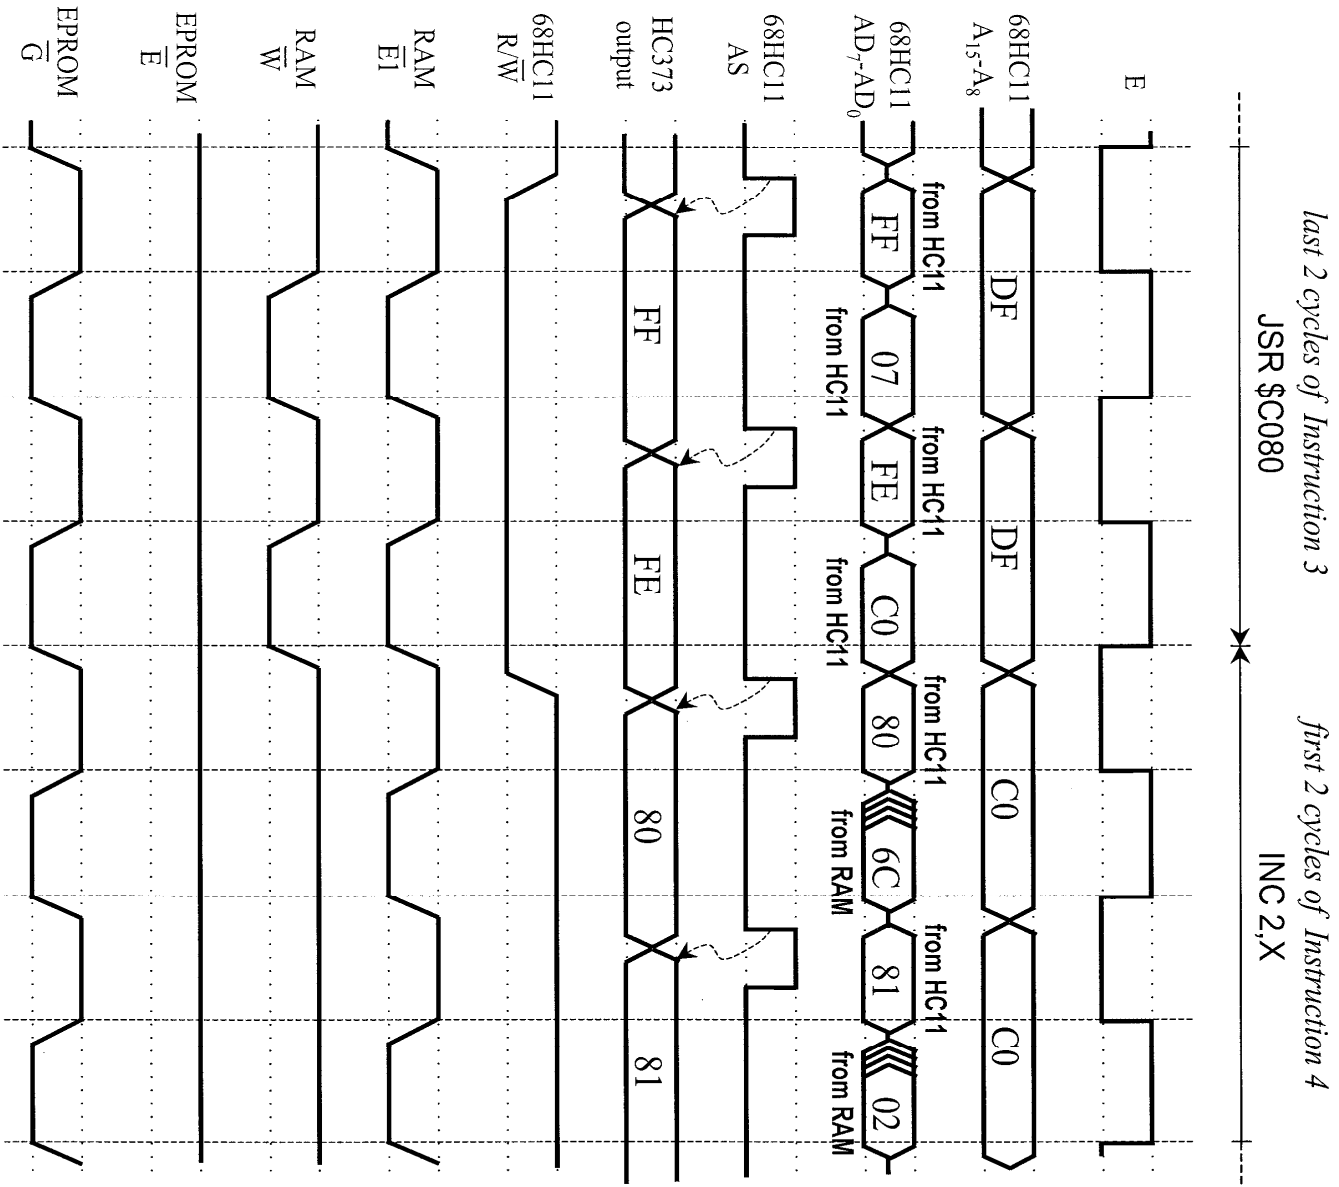 last 2 cycles of Instruction 3
first 2 cycles of Instruction 4
JSR $C080
INC 2,X
E
68HC11
A15-A8
DF
DF
C0
C0
68HC11
AD7-AD0
from HC11
from HC11
from HC11
from HC11
FF
07
FE
C0
80
6C
81
02
from HC11
from HC11
from RAM
from RAM
68HC11
AS
HC373
output
FF
FE
80
81
68HC11
R/W̅
RAM
E̅1̅
RAM
W̅
EPROM
E̅
EPROM
G̅